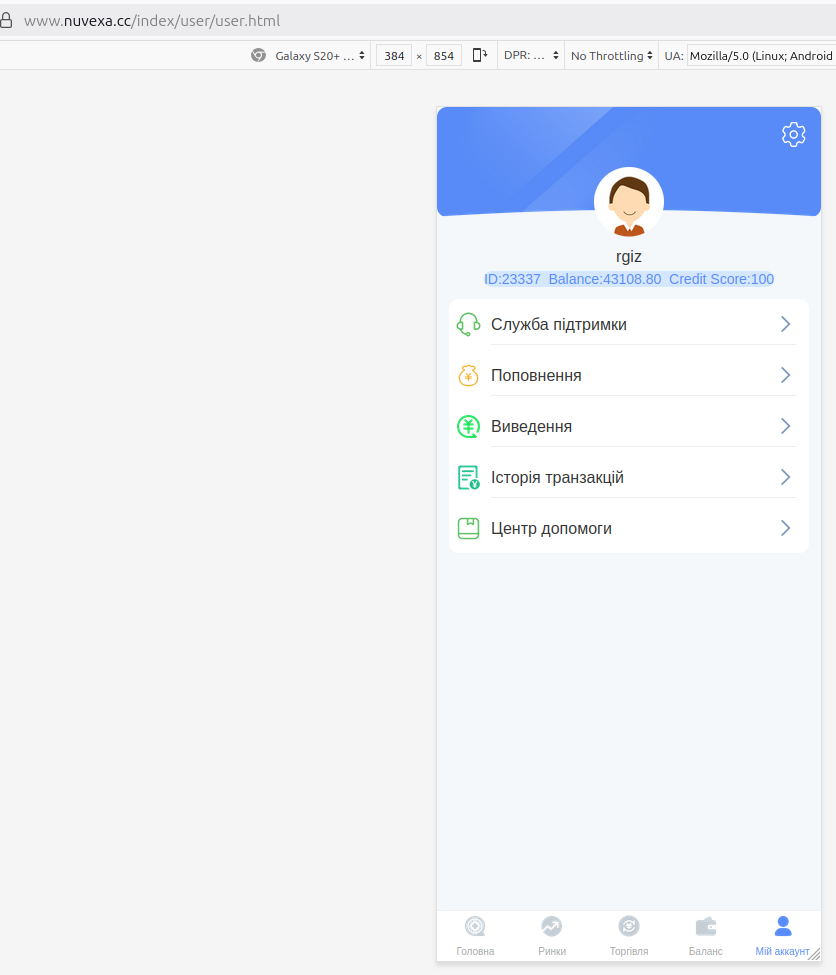 www.nuvexa.cc/index/user/user.html
Galaxy S20+ ... 384 × 854 DPR: ... No Throttling UA: Mozilla/5.0 (Linux; Android
rgiz
ID:23337 Balance:43108.80 Credit Score:100
Служба підтримки
Поповнення
Виведення
Історія транзакцій
Центр допомоги
Головна Ринки Торгівля Баланс Мій аккаунт